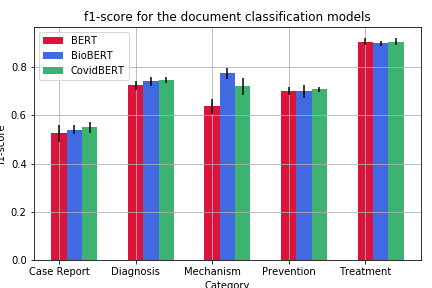 f1-score for the document classification models
BERT
BioBERT
CovidBERT
0.8
0.6
0.4
0.2
0.0
f1-score
Case Report Diagnosis Mechanism Prevention Treatment
Category